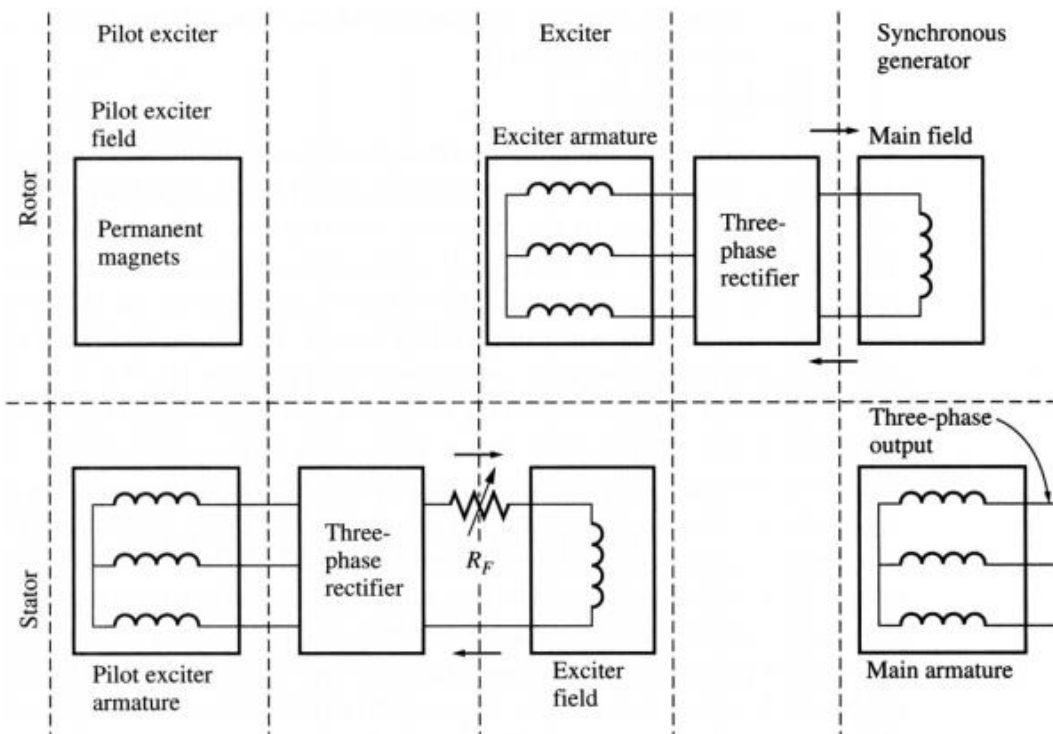 Pilot exciter
Exciter
Synchronous
generator
Rotor
Pilot exciter
field
Permanent
magnets
Exciter armature
Three-
phase
rectifier
Main field
Stator
Pilot exciter
armature
Three-
phase
rectifier
R_F
Exciter
field
Three-phase
output
Main armature